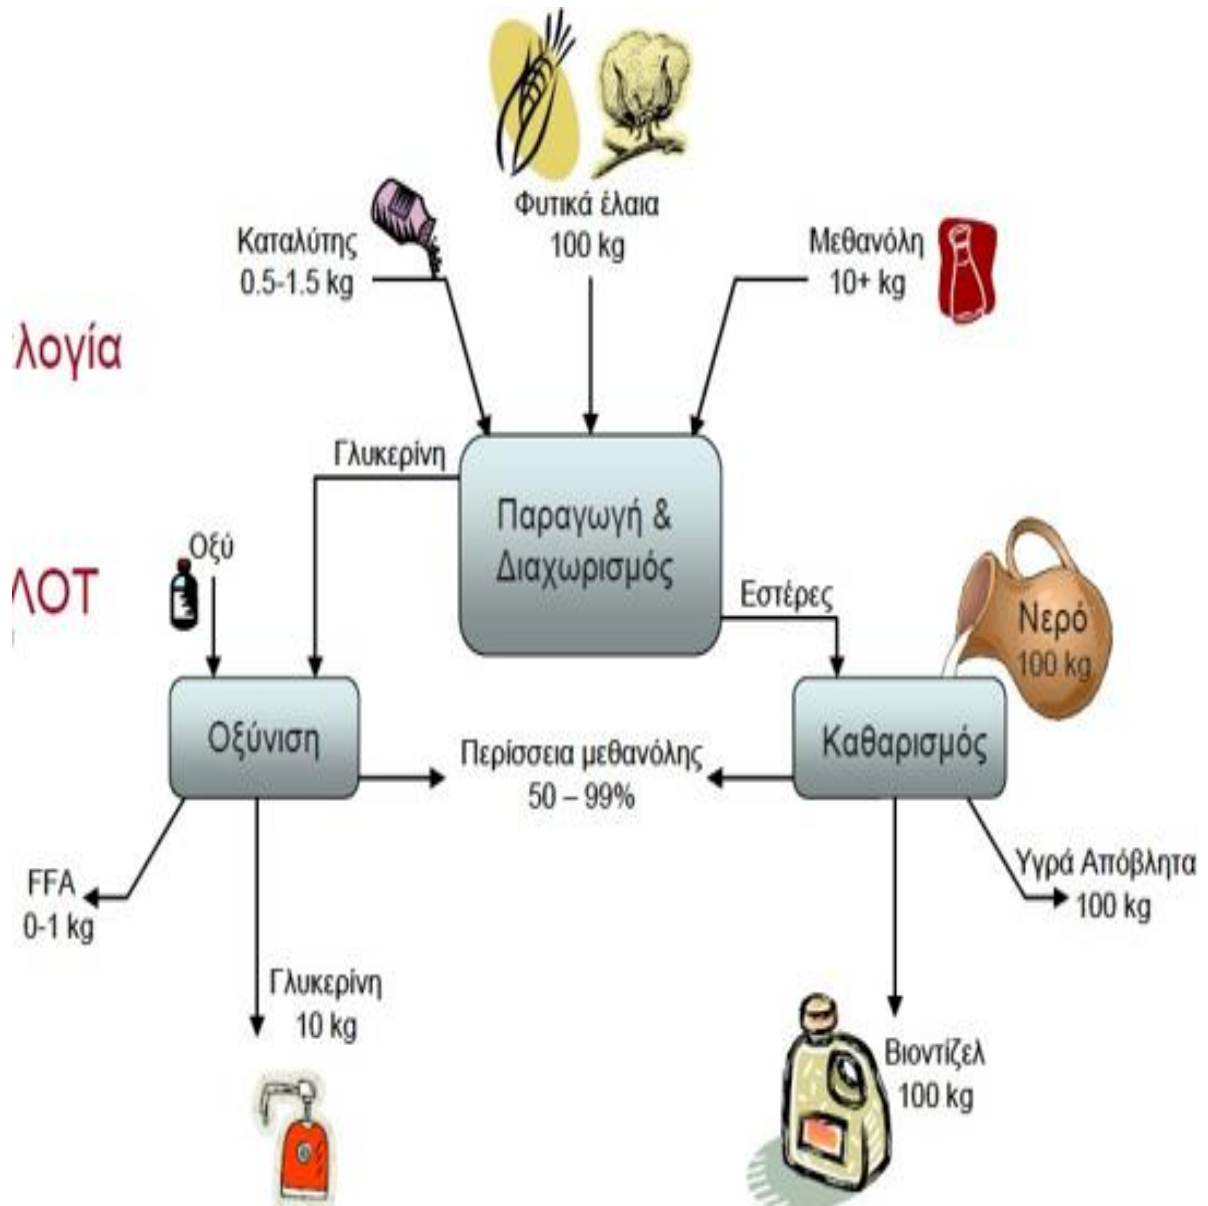 Φυτικά έλαια
100 kg
Καταλύτης
0.5-1.5 kg
Μεθανόλη
10+ kg
λογία
Γλυκερίνη
Παραγωγή &
Διαχωρισμός
Οξύ
ΛΟΤ
Εστέρες
Νερό
100 kg
Οξύνιση
Περίσσεια μεθανόλης
50 – 99%
Καθαρισμός
FFA
0-1 kg
Υγρά Απόβλητα
100 kg
Γλυκερίνη
10 kg
Βιοντίζελ
100 kg